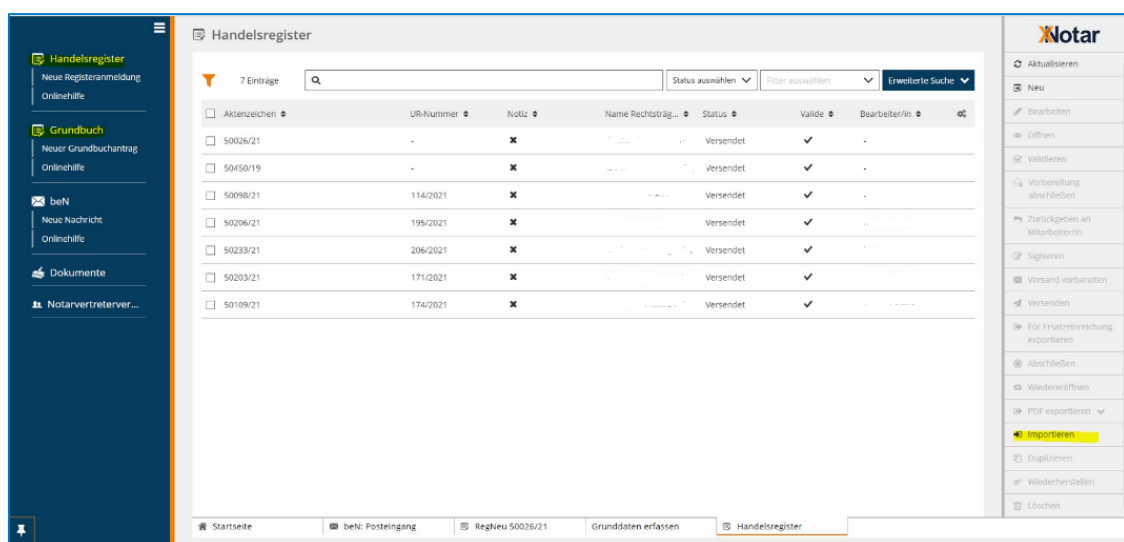 Handelsregister
Neue Registeranmeldung
Onlinehilfe
Grundbuch
Neuer Grundbuchantrag
Onlinehilfe
beN
Neue Nachricht
Onlinehilfe
Dokumente
Notarvertreterver...
Handelsregister
7 Einträge Status auswählen Filter auswählen Erweiterte Suche
Aktenzeichen UR-Nummer Notiz Name Rechtsträg... Status Valide Bearbeiter/in
50026/21 - Versendet -
50450/19 - Versendet -
50098/21 114/2021 Versendet -
50206/21 195/2021 Versendet
50233/21 206/2021 Versendet
50203/21 171/2021 Versendet
50109/21 174/2021 Versendet
Startseite beN: Posteingang RegNeu 50026/21 Grunddaten erfassen Handelsregister
XNotar
Aktualisieren
Neu
Bearbeiten
Öffnen
Validieren
Vorbereitung
abschließen
Zurückgeben an
Mitarbeiter/in
Signieren
Versand vorbereiten
Versenden
Für Ersatzeinreichung
exportieren
Abschließen
Wiedereröffnen
PDF exportieren
Importieren
Duplizieren
Wiederherstellen
Löschen